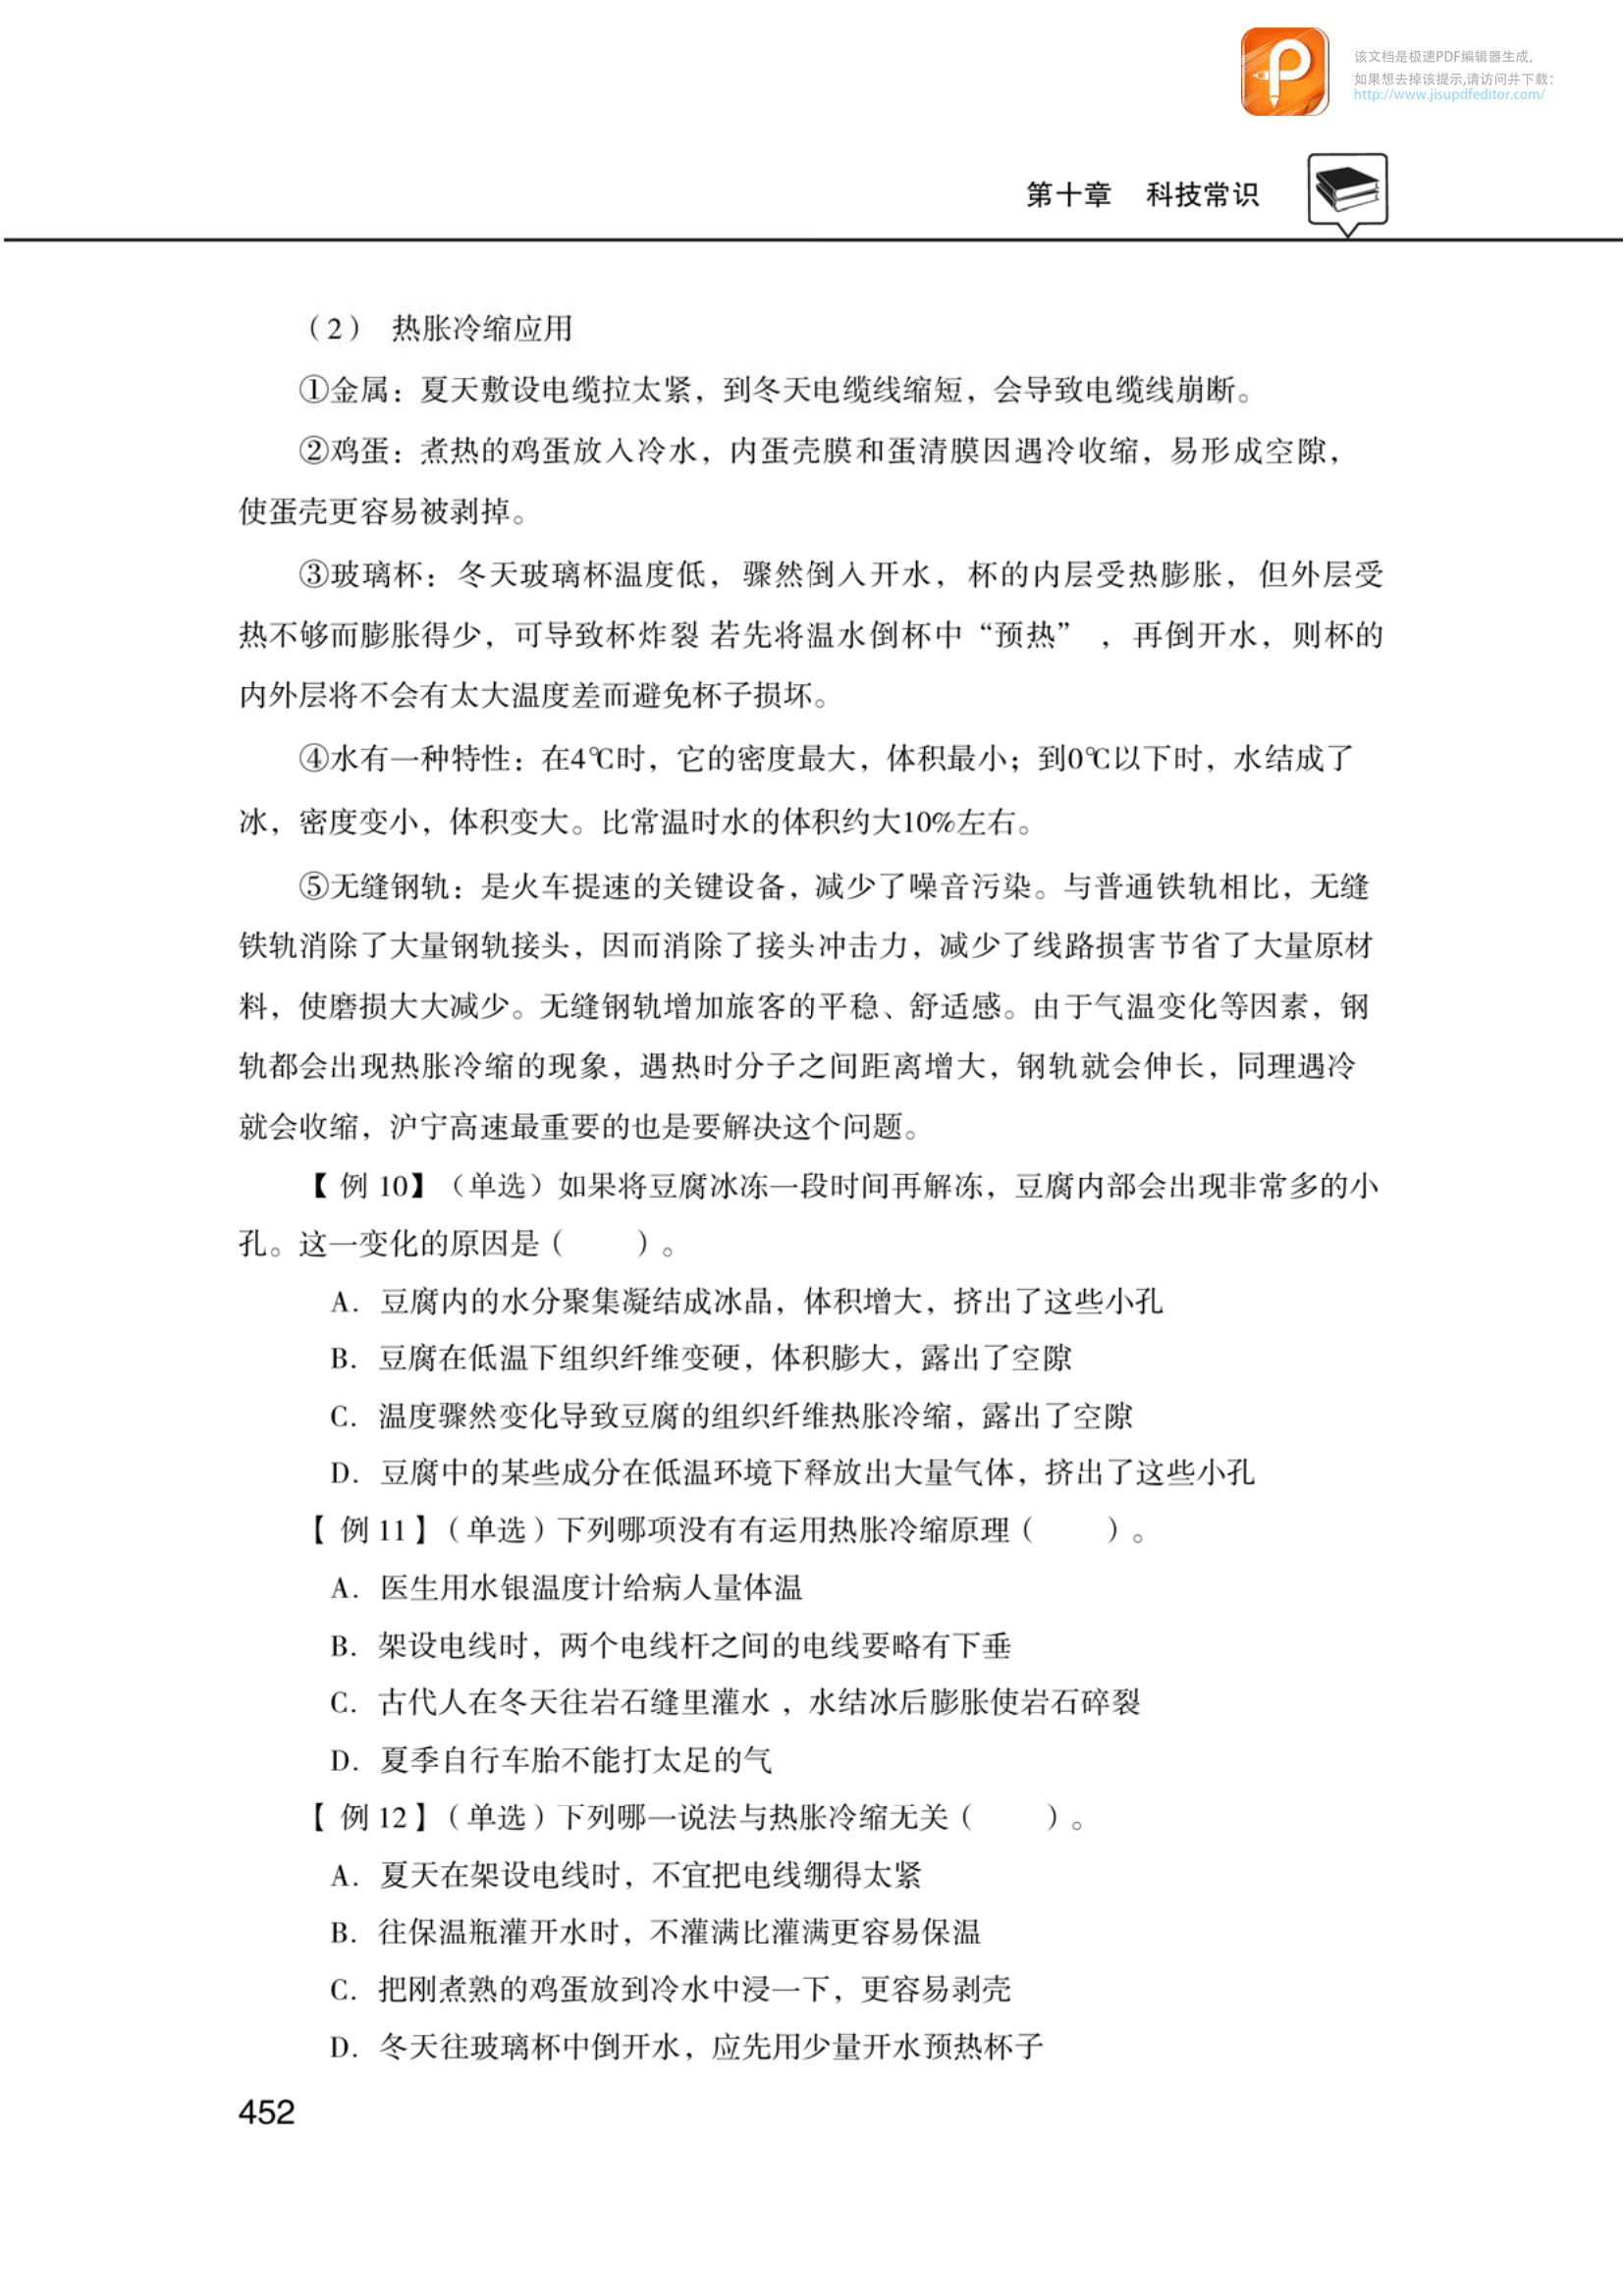 该文档是极速PDF编辑器生成,
如果想去掉该提示,请访问并下载:
http://www.jisupdfeditor.com/
第十章 科技常识
（2） 热胀冷缩应用
①金属：夏天敷设电缆拉太紧，到冬天电缆线缩短，会导致电缆线崩断。
②鸡蛋：煮热的鸡蛋放入冷水，内蛋壳膜和蛋清膜因遇冷收缩，易形成空隙，
使蛋壳更容易被剥掉。
③玻璃杯：冬天玻璃杯温度低，骤然倒入开水，杯的内层受热膨胀，但外层受
热不够而膨胀得少，可导致杯炸裂 若先将温水倒杯中“预热” ，再倒开水，则杯的
内外层将不会有太大温度差而避免杯子损坏。
④水有一种特性：在4℃时，它的密度最大，体积最小；到0℃以下时，水结成了
冰，密度变小，体积变大。比常温时水的体积约大10%左右。
⑤无缝钢轨：是火车提速的关键设备，减少了噪音污染。与普通铁轨相比，无缝
铁轨消除了大量钢轨接头，因而消除了接头冲击力，减少了线路损害节省了大量原材
料，使磨损大大减少。无缝钢轨增加旅客的平稳、舒适感。由于气温变化等因素，钢
轨都会出现热胀冷缩的现象，遇热时分子之间距离增大，钢轨就会伸长，同理遇冷
就会收缩，沪宁高速最重要的也是要解决这个问题。
【 例 10】（单选）如果将豆腐冰冻一段时间再解冻，豆腐内部会出现非常多的小
孔。这一变化的原因是（  ）。
A. 豆腐内的水分聚集凝结成冰晶，体积增大，挤出了这些小孔
B. 豆腐在低温下组织纤维变硬，体积膨大，露出了空隙
C. 温度骤然变化导致豆腐的组织纤维热胀冷缩，露出了空隙
D. 豆腐中的某些成分在低温环境下释放出大量气体，挤出了这些小孔
【 例 11 】（单选）下列哪项没有有运用热胀冷缩原理（  ）。
A. 医生用水银温度计给病人量体温
B. 架设电线时，两个电线杆之间的电线要略有下垂
C. 古代人在冬天往岩石缝里灌水 ，水结冰后膨胀使岩石碎裂
D. 夏季自行车胎不能打太足的气
【 例 12 】（单选）下列哪一说法与热胀冷缩无关（  ）。
A. 夏天在架设电线时，不宜把电线绷得太紧
B. 往保温瓶灌开水时，不灌满比灌满更容易保温
C. 把刚煮熟的鸡蛋放到冷水中浸一下，更容易剥壳
D. 冬天往玻璃杯中倒开水，应先用少量开水预热杯子
452